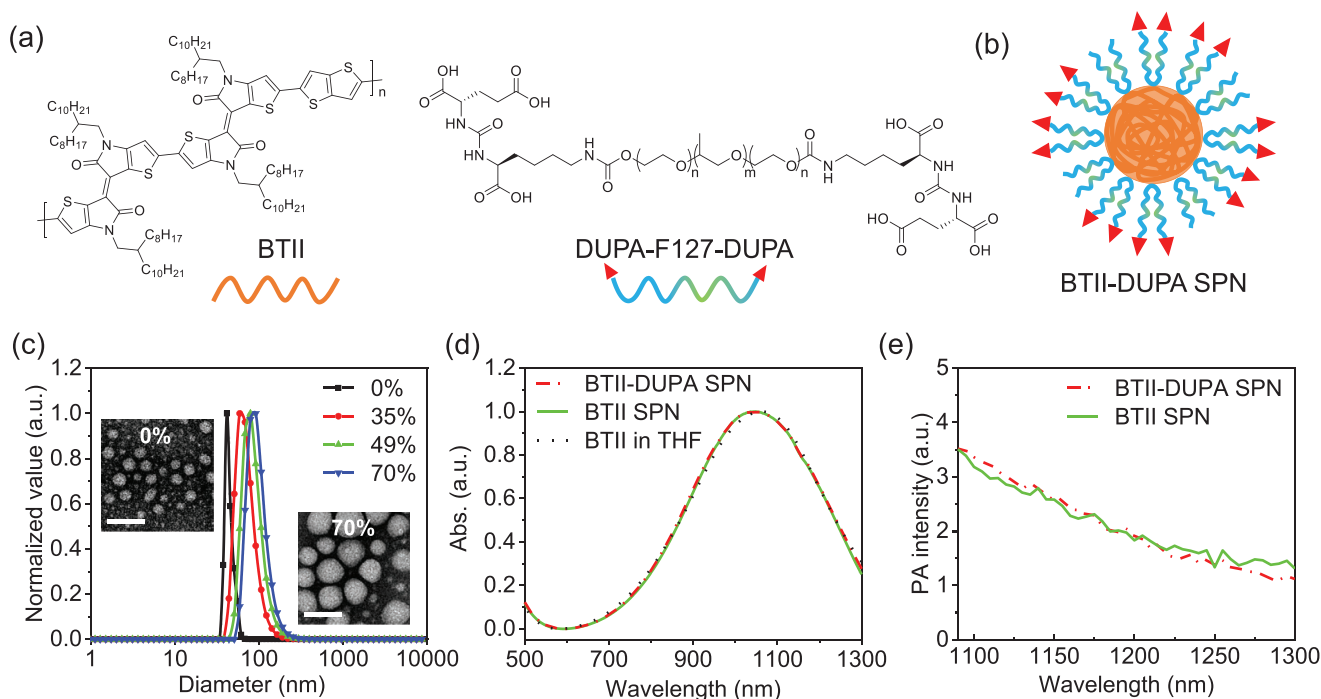 (a)
C10H21
C8H17
N
O
S
S
S
n
C10H21
C8H17
N
O
S
S
O
N
C8H17
C10H21
S
O
N
C8H17
C10H21
BTII
OH
O
O
OH
HN
O
HN
O
OH
H
N
O
O
O
n
O
m
O
n
O
N
H
HO
O
NH
O
NH
HO
O
O
OH
DUPA-F127-DUPA
(b)
BTII-DUPA SPN
(c)
Normalized value (a.u.)
1.2
1.0
0.8
0.6
0.4
0.2
0.0
0%
35%
49%
70%
0%
70%
1 10 100 1000 10000
Diameter (nm)
(d)
Abs. (a.u.)
1.2
1.0
0.8
0.6
0.4
0.2
0.0
BTII-DUPA SPN
BTII SPN
BTII in THF
500 700 900 1100 1300
Wavelength (nm)
(e)
PA intensity (a.u.)
5
4
3
2
1
0
BTII-DUPA SPN
BTII SPN
1100 1150 1200 1250 1300
Wavelength (nm)